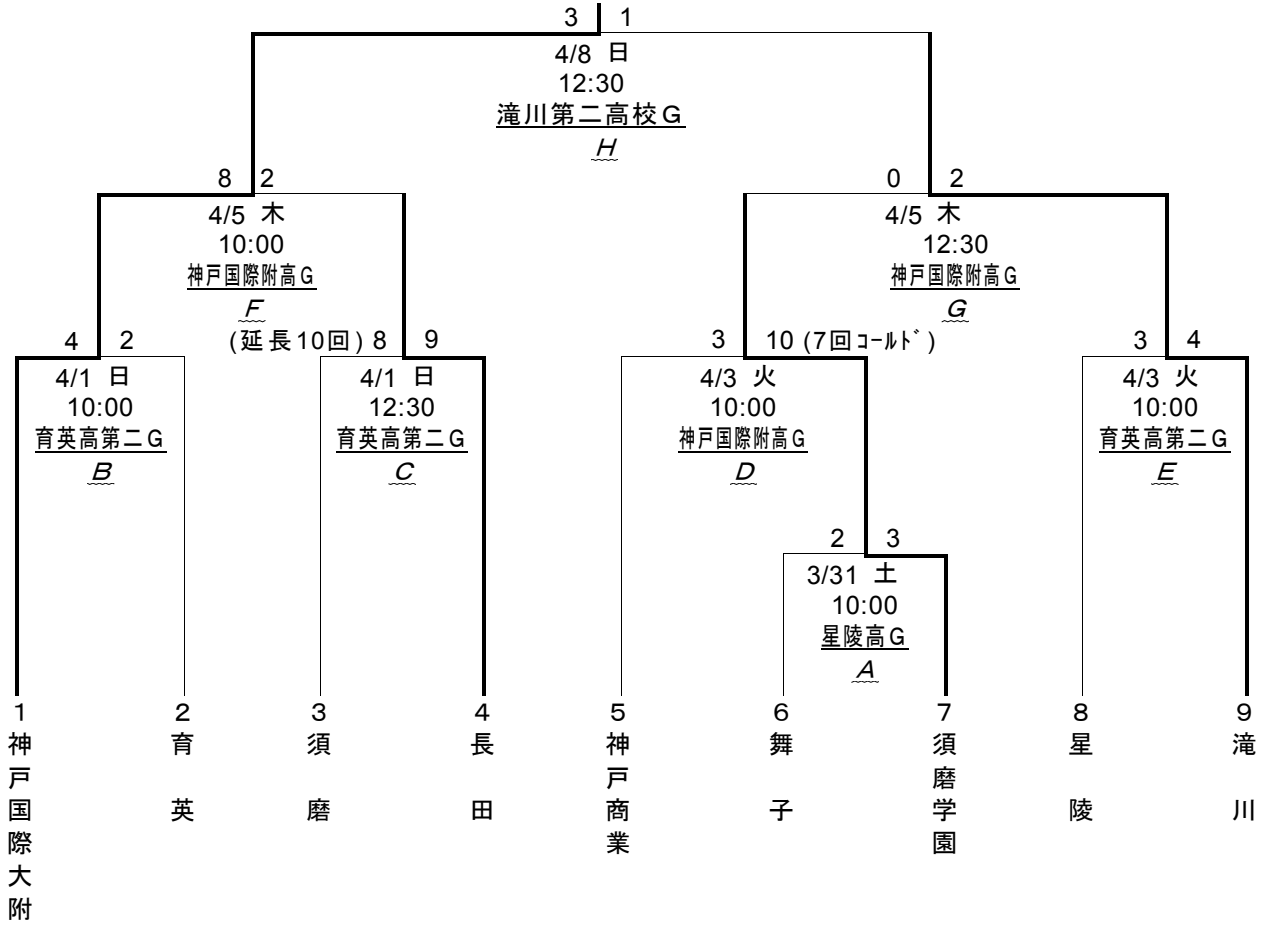 3 1
4/8 日
12:30
滝川第二高校G
H
8 2
4/5 木
10:00
神戸国際附高G
F
0 2
4/5 木
12:30
神戸国際附高G
G
4 2
4/1 日
10:00
育英高第二G
B
(延長10回) 8 9
4/1 日
12:30
育英高第二G
C
3 10 (7回ｺｰﾙﾄﾞ)
4/3 火
10:00
神戸国際附高G
D
3 4
4/3 火
10:00
育英高第二G
E
2 3
3/31 土
10:00
星陵高G
A
1
神戸国際大附
2
育英
3
須磨
4
長田
5
神戸商業
6
舞子
7
須磨学園
8
星陵
9
滝川